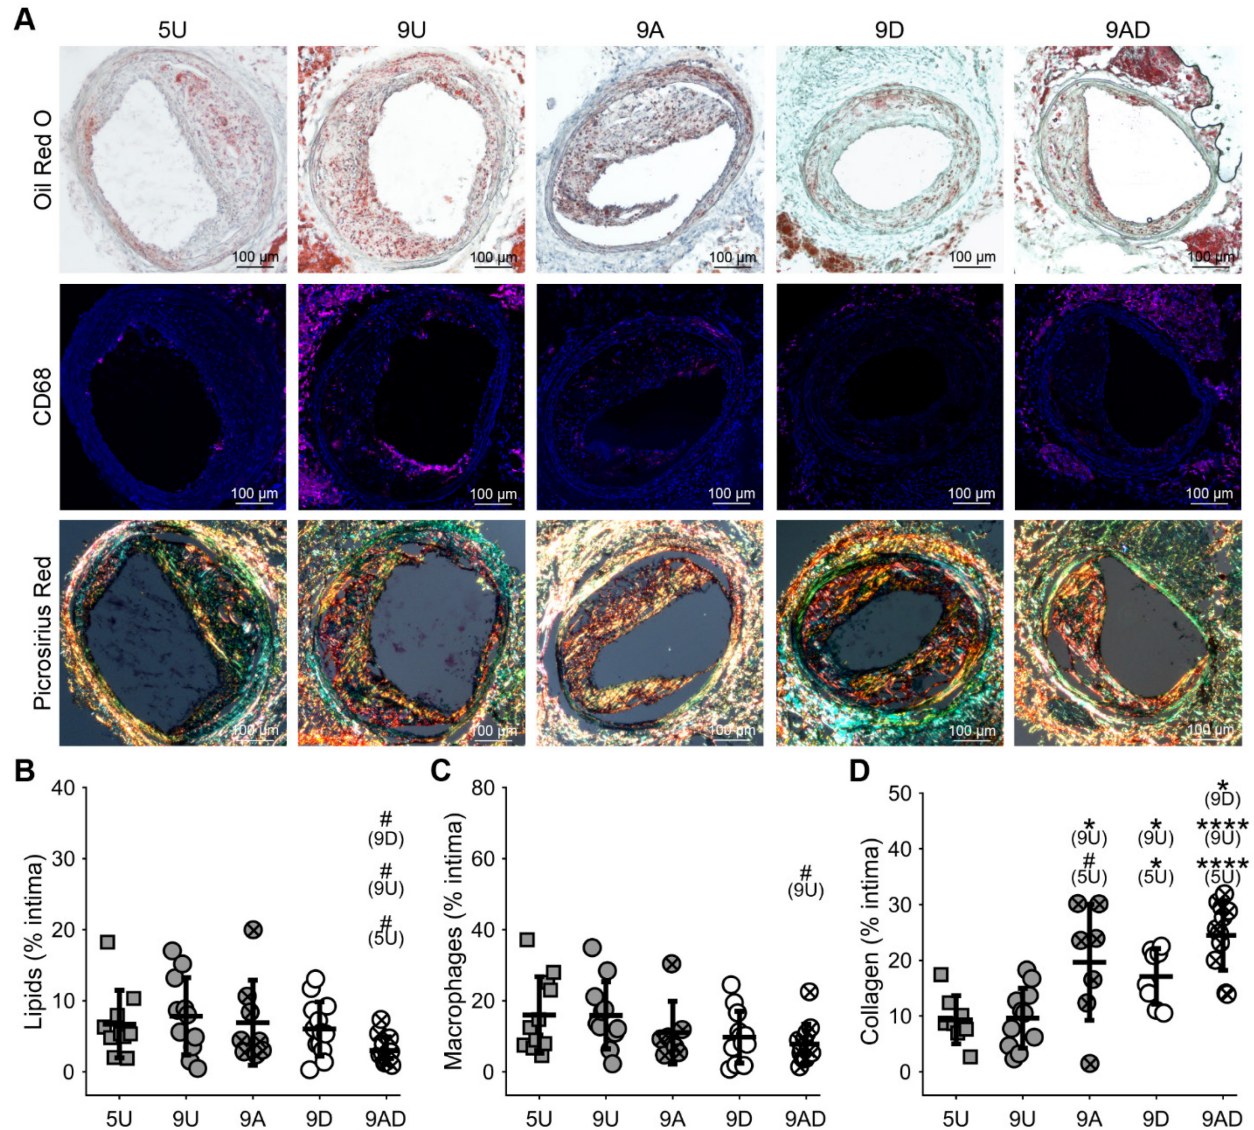 A
5U 9U 9A 9D 9AD
Oil Red O
100 µm 100 µm 100 µm 100 µm 100 µm
CD68
100 µm 100 µm 100 µm 100 µm 100 µm
Picrosirius Red
100 µm 100 µm 100 µm 100 µm 100 µm
B
Lipids (% intima)
40
30
20
10
0
#
(9D)
#
(9U)
#
(5U)
5U 9U 9A 9D 9AD
C
Macrophages (% intima)
80
60
40
20
0
#
(9U)
5U 9U 9A 9D 9AD
D
Collagen (% intima)
50
40
30
20
10
0
*
(9U)
#
(5U)
*
(9U)
*
(5U)
*
(9D)
****
(9U)
****
(5U)
5U 9U 9A 9D 9AD